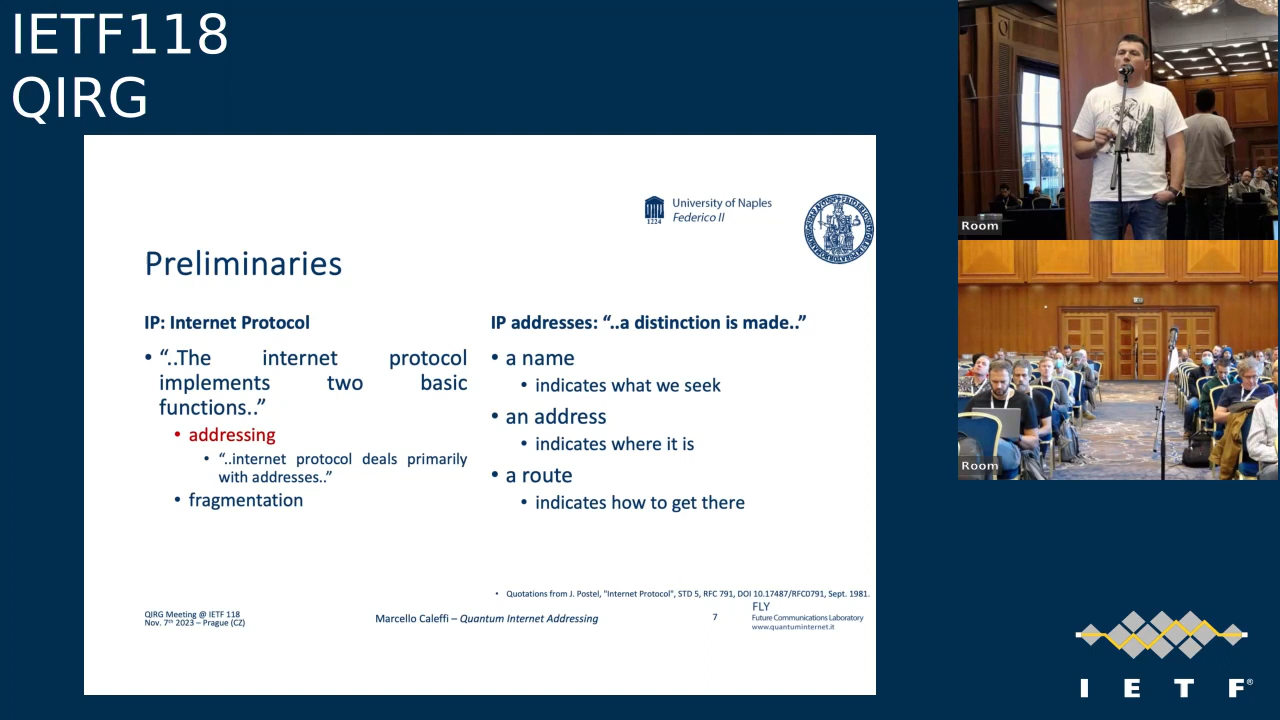 IETF118
QIRG
University of Naples
Federico II
1224
Preliminaries
IP: Internet Protocol
• “..The internet protocol
implements two basic
functions..”
• addressing
• “..internet protocol deals primarily
with addresses..”
• fragmentation
IP addresses: “..a distinction is made..”
• a name
• indicates what we seek
• an address
• indicates where it is
• a route
• indicates how to get there
• Quotations from J. Postel, "Internet Protocol", STD 5, RFC 791, DOI 10.17487/RFC0791, Sept. 1981.
QIRG Meeting @ IETF 118
Nov. 7th 2023 – Prague (CZ)
Marcello Caleffi – Quantum Internet Addressing
7
FLY
Future Communications Laboratory
www.quantuminternet.it
Room
Room
I E T F®